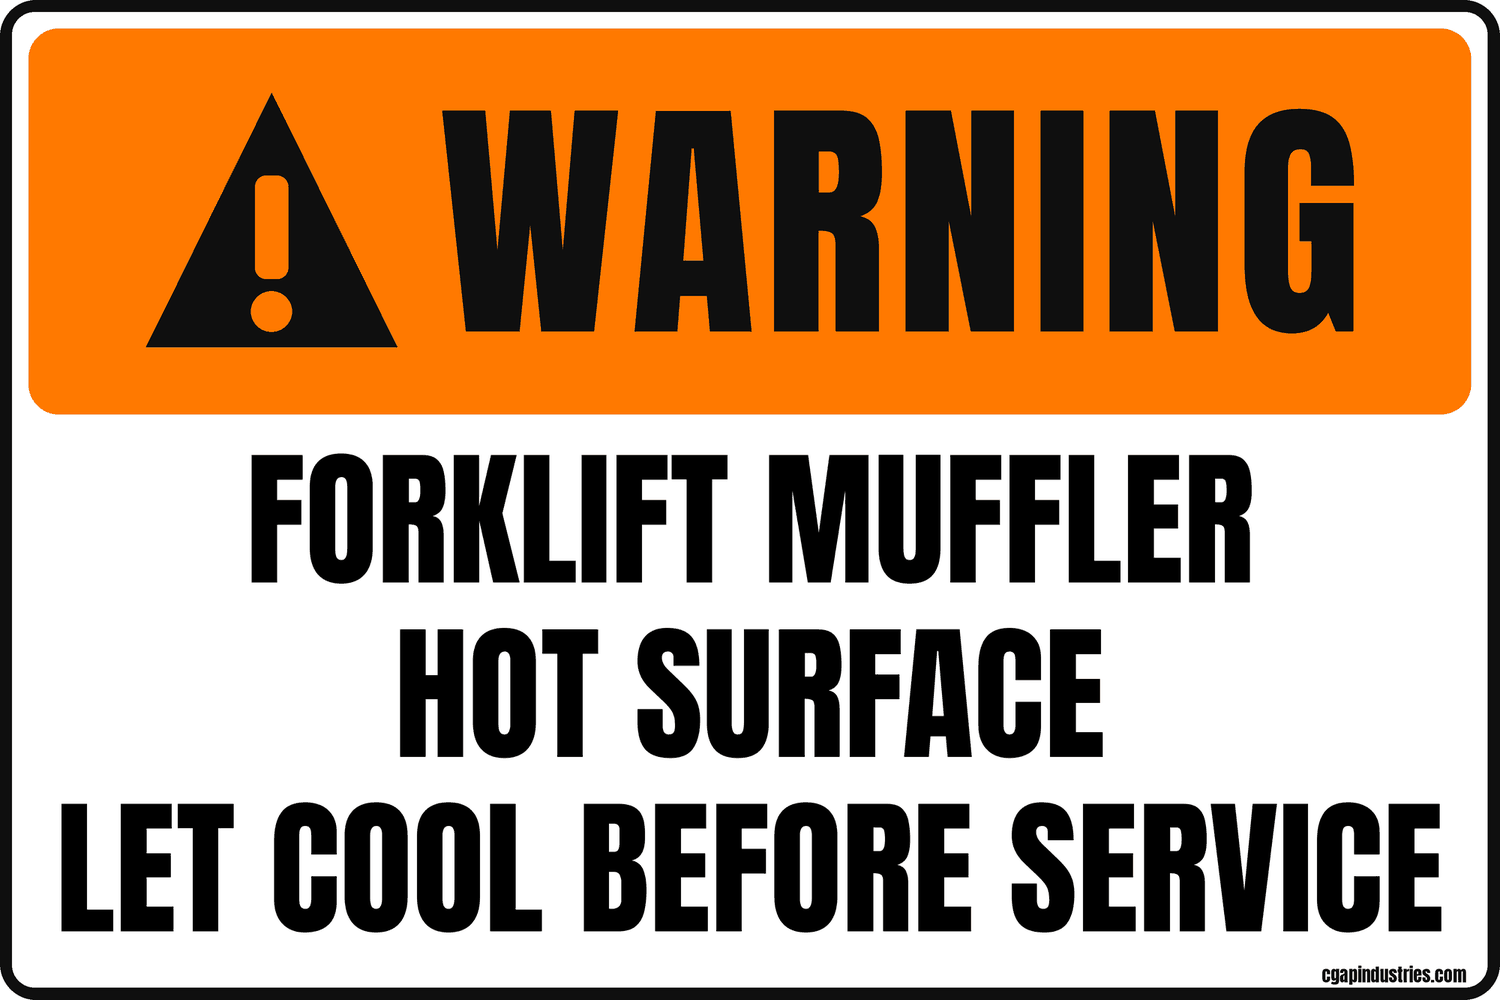 WARNING
FORKLIFT MUFFLER
HOT SURFACE
LET COOL BEFORE SERVICE
cgapindustries.com